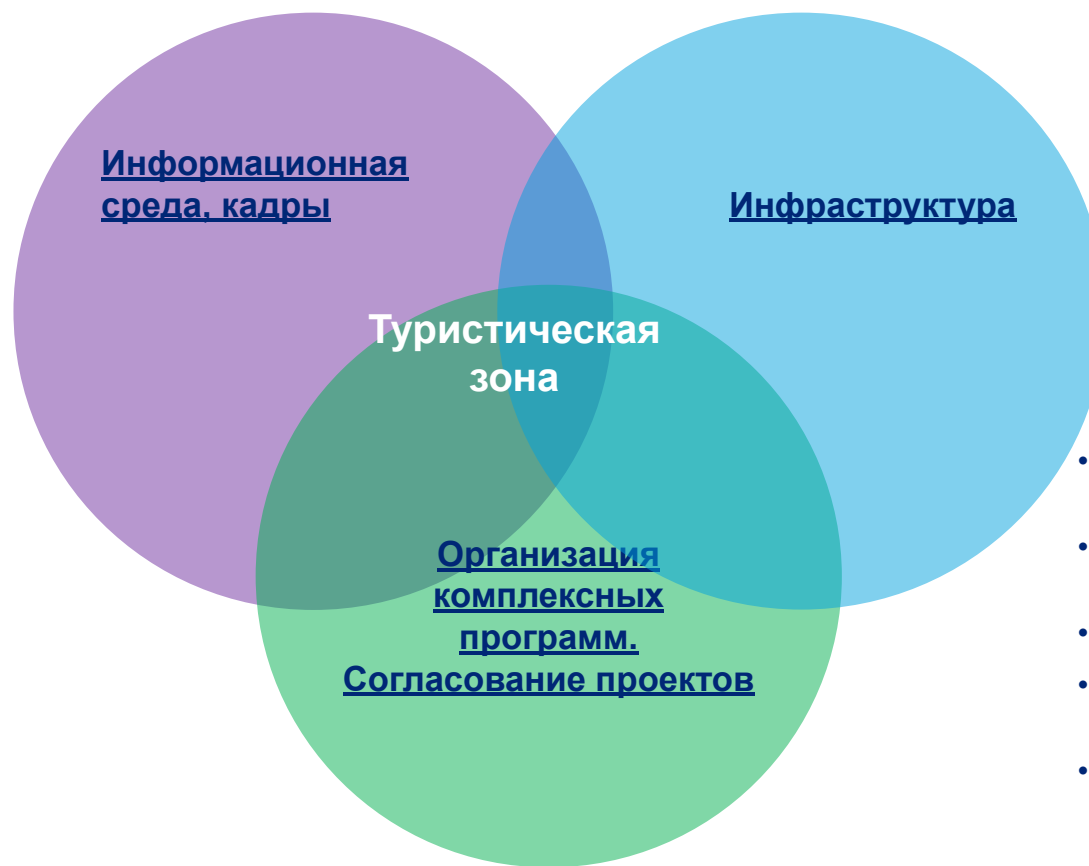 Информационная
среда, кадры
Инфраструктура
Туристическая
зона
Организация
комплексных
программ.
Согласование проектов